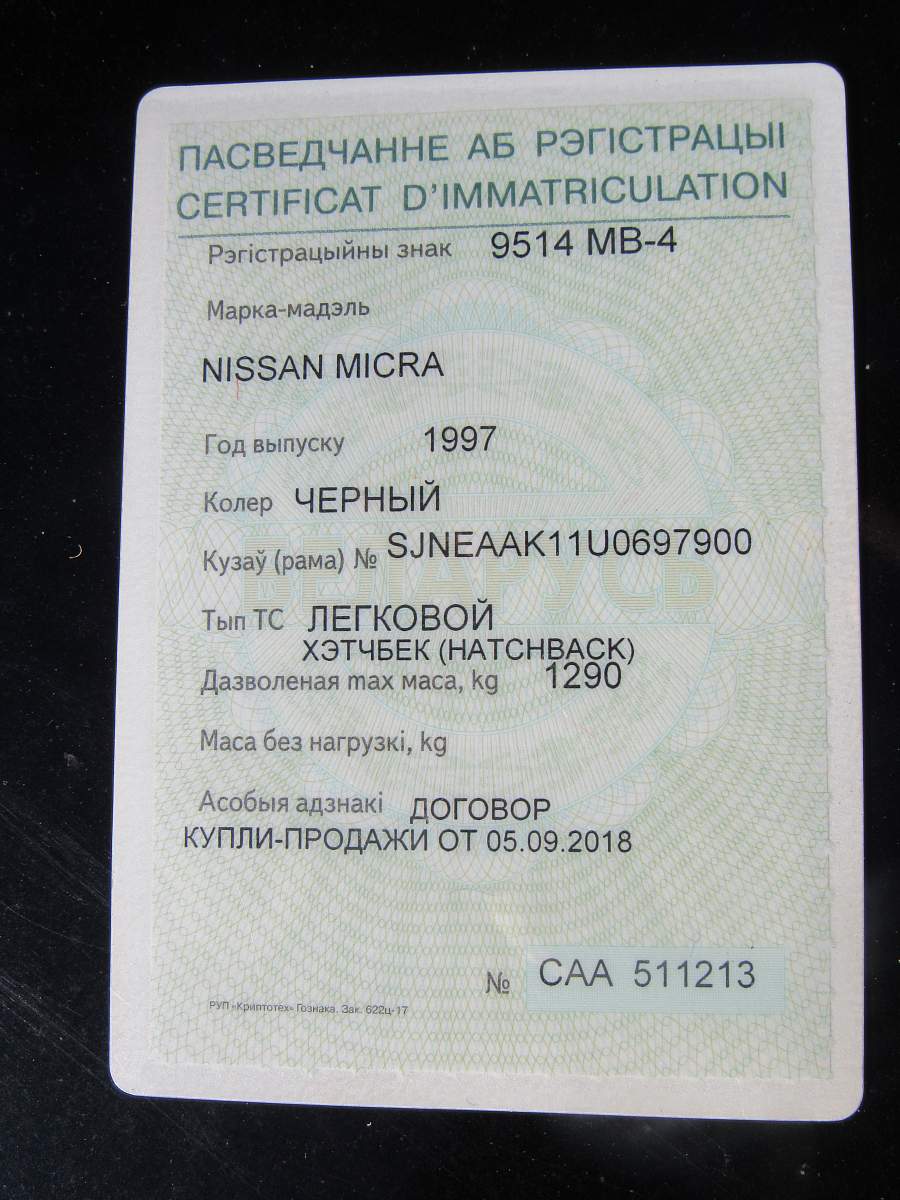 ПАСВЕДЧАННЕ АБ РЭГІСТРАЦЫІ
CERTIFICAT D'IMMATRICULATION
Рэгістрацыйны знак 9514 MB-4
Марка-мадэль
NISSAN MICRA
Год выпуску 1997
Колер ЧЕРНЫЙ
Кузаў (рама) № SJNEAAK11U0697900
БЕЛАРУСЬ
Тып ТС ЛЕГКОВОЙ
ХЭТЧБЕК (HATCHBACK)
Дазволеная max маса, kg 1290
Маса без нагрузкі, kg
Асобыя адзнакі ДОГОВОР
КУПЛИ-ПРОДАЖИ ОТ 05.09.2018
№ САА 511213
РУП «Криптотех» Гознака. Зак. 622ц-17